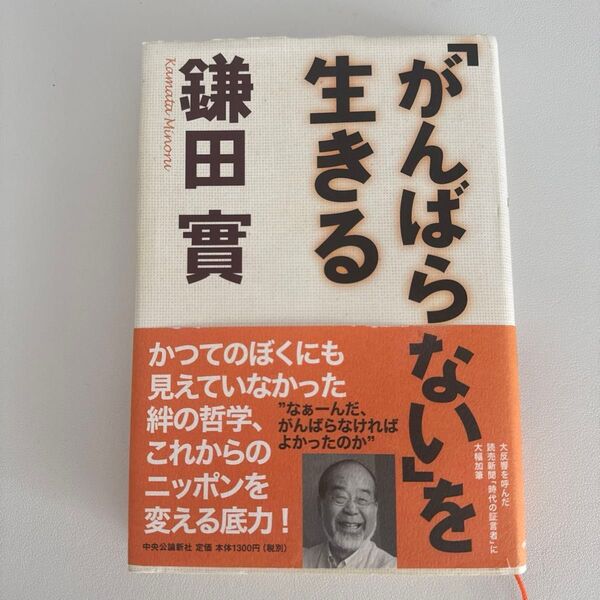 「がんばらない」を
生きる
鎌田 實
Kamata Minoru
かつてのぼくにも
見えていなかった
絆の哲学、
これからの
ニッポンを
変える底力！
"なぁーんだ、
がんばらなければ
よかったのか"
大反響を呼んだ
読売新聞「時代の証言者」に
大幅加筆
中央公論新社 定価 本体1300円（税別）